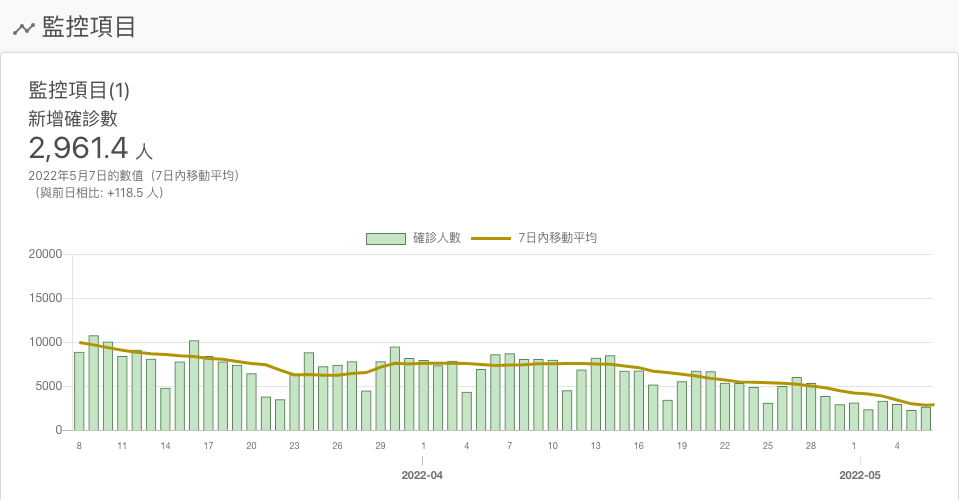 監控項目
監控項目(1)
新增確診數
2,961.4 人
2022年5月7日的數值（7日內移動平均）
（與前日相比: +118.5 人）
確診人數 7日內移動平均
20000
15000
10000
5000
0
8 11 14 17 20 23 26 29 1 4 7 10 13 16 19 22 25 28 1 4
2022-04 2022-05